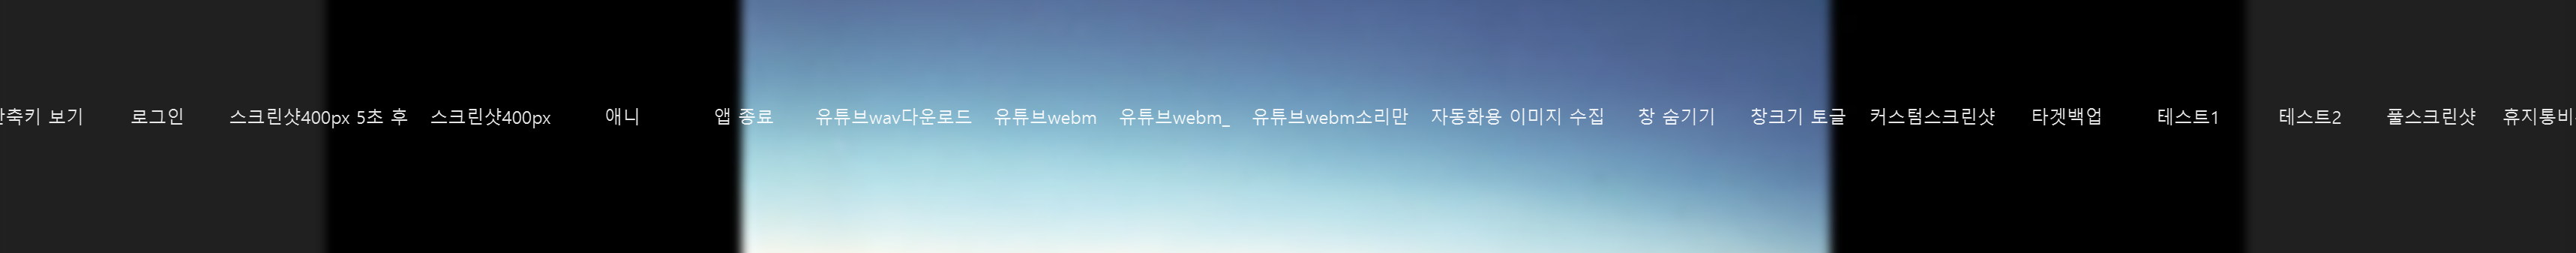 단축키 보기 로그인 스크린샷400px 5초 후 스크린샷400px 애니 앱 종료 유튜브wav다운로드 유튜브webm 유튜브webm_ 유튜브webm소리만 자동화용 이미지 수집 창 숨기기 창크기 토글 커스텀스크린샷 타겟백업 테스트1 테스트2 풀스크린샷 휴지통비